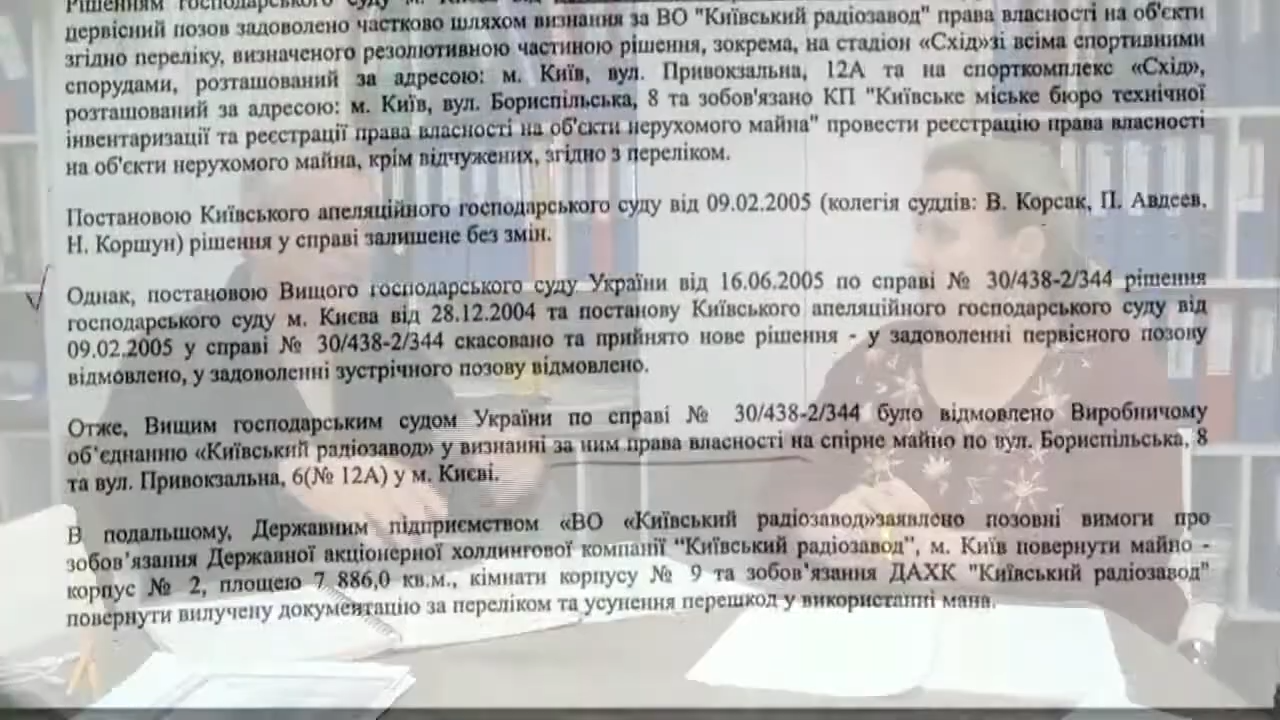 Рішенням господарського суду м. Києва від
первісний позов задоволено частково шляхом визнання за ВО "Київський радіозавод" права власності на об'єкти
згідно переліку, визначеного резолютивною частиною рішення, зокрема, на стадіон «Схід»зі всіма спортивними
спорудами, розташований за адресою: м. Київ, вул. Привокзальна, 12А та на спорткомплекс «Схід»,
розташований за адресою: м. Київ, вул. Бориспільська, 8 та зобов'язано КП "Київське міське бюро технічної
інвентаризації та реєстрації права власності на об'єкти нерухомого майна" провести реєстрацію права власності
на об'єкти нерухомого майна, крім відчужених, згідно з переліком.
Постановою Київського апеляційного господарського суду від 09.02.2005 (колегія суддів: В. Корсак, П. Авдеев,
Н. Коршун) рішення у справі залишене без змін.
Однак, постановою Вищого господарського суду України від 16.06.2005 по справі № 30/438-2/344 рішення
господарського суду м. Києва від 28.12.2004 та постанову Київського апеляційного господарського суду від
09.02.2005 у справі № 30/438-2/344 скасовано та прийнято нове рішення - у задоволенні первісного позову
відмовлено, у задоволенні зустрічного позову відмовлено.
Отже, Вищим господарським судом України по справі № 30/438-2/344 було відмовлено Виробничому
об’єднанню «Київський радіозавод» у визнанні за ним права власності на спірне майно по вул. Бориспільська, 8
та вул. Привокзальна, 6(№ 12А) у м. Києві.
В подальшому, Державним підприємством «ВО «Київський радіозавод»заявлено позовні вимоги про
зобов’язання Державної акціонерної холлингової компанії "Київський радіозавод", м. Київ повернути майно -
корпус № 2, площею 7 886,0 кв.м., кімнати корпусу № 9 та зобов’язання ДАХК "Київський радіозавод"
повернути вилучену документацію за переліком та усунення перешкод у використанні мана.